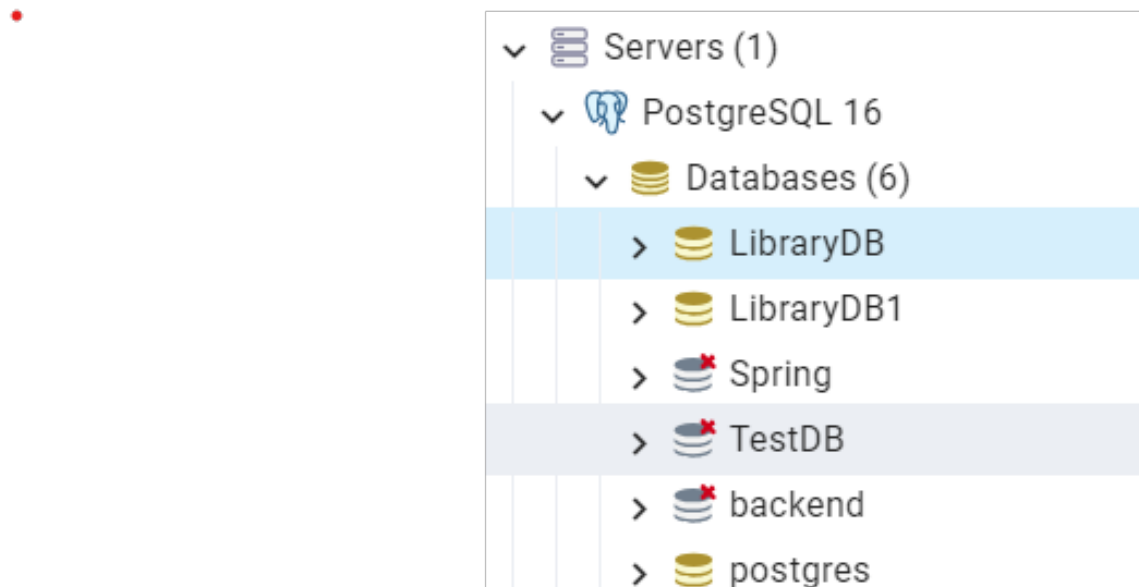 Servers (1)
PostgreSQL 16
Databases (6)
LibraryDB
LibraryDB1
Spring
TestDB
backend
postgres